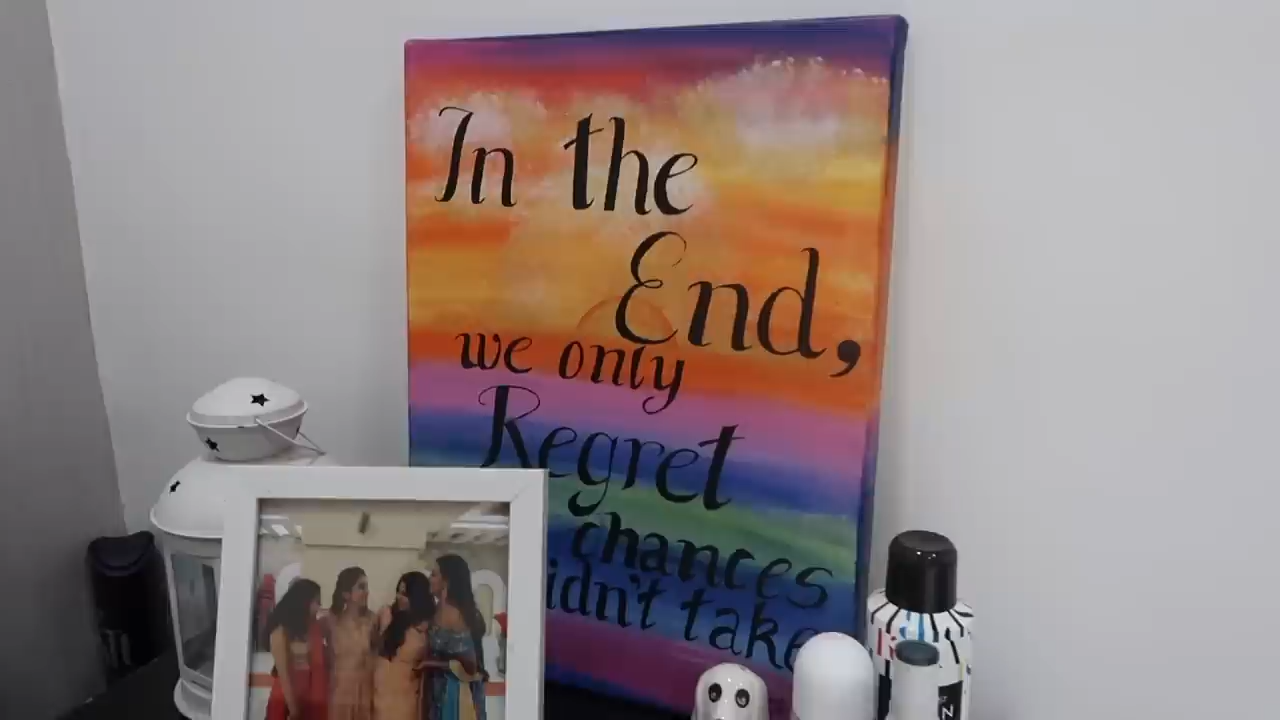 In the
End,
we only
Regret
chances
idn't take